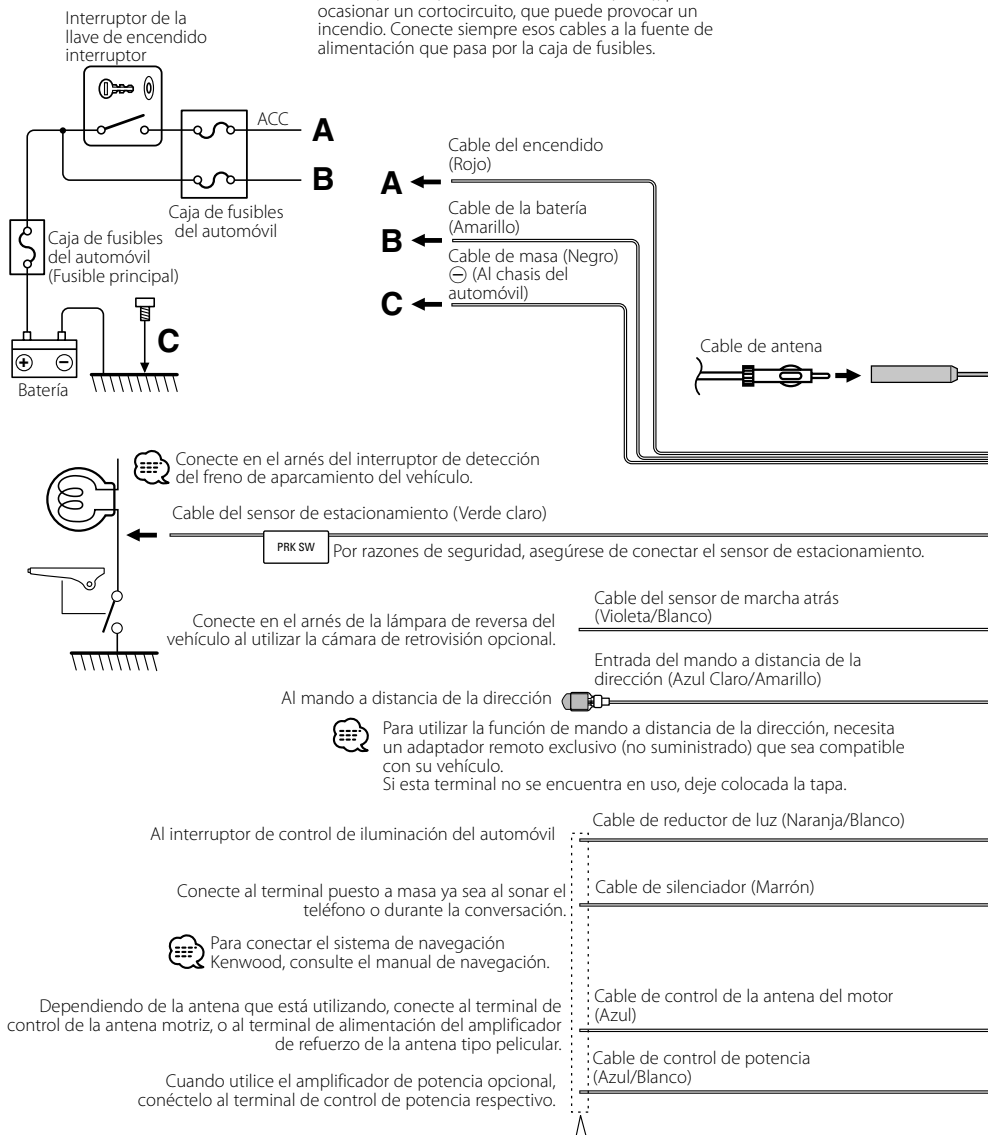 ocasionar un cortocircuito, que puede provocar un
incendio. Conecte siempre esos cables a la fuente de
alimentación que pasa por la caja de fusibles.
Interruptor de la
llave de encendido
interruptor
ACC
A
B
Caja de fusibles
del automóvil
Caja de fusibles
del automóvil
(Fusible principal)
C
Batería
Cable del encendido
(Rojo)
A
Cable de la batería
(Amarillo)
B
Cable de masa (Negro)
⊖ (Al chasis del
automóvil)
C
Cable de antena
Conecte en el arnés del interruptor de detección
del freno de aparcamiento del vehículo.
Cable del sensor de estacionamiento (Verde claro)
PRK SW
Por razones de seguridad, asegúrese de conectar el sensor de estacionamiento.
Conecte en el arnés de la lámpara de reversa del
vehículo al utilizar la cámara de retrovisión opcional.
Cable del sensor de marcha atrás
(Violeta/Blanco)
Entrada del mando a distancia de la
dirección (Azul Claro/Amarillo)
Al mando a distancia de la dirección
Para utilizar la función de mando a distancia de la dirección, necesita
un adaptador remoto exclusivo (no suministrado) que sea compatible
con su vehículo.
Si esta terminal no se encuentra en uso, deje colocada la tapa.
Al interruptor de control de iluminación del automóvil
Cable de reductor de luz (Naranja/Blanco)
Conecte al terminal puesto a masa ya sea al sonar el
teléfono o durante la conversación.
Cable de silenciador (Marrón)
Para conectar el sistema de navegación
Kenwood, consulte el manual de navegación.
Dependiendo de la antena que está utilizando, conecte al terminal de
control de la antena motriz, o al terminal de alimentación del amplificador
de refuerzo de la antena tipo pelicular.
Cable de control de la antena del motor
(Azul)
Cuando utilice el amplificador de potencia opcional,
conéctelo al terminal de control de potencia respectivo.
Cable de control de potencia
(Azul/Blanco)